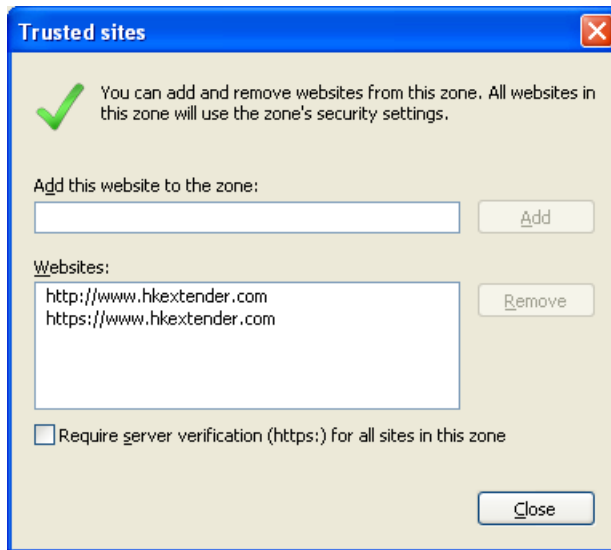 Trusted sites
You can add and remove websites from this zone. All websites in
this zone will use the zone's security settings.
Add this website to the zone:
Add
Websites:
http://www.hkextender.com
https://www.hkextender.com
Remove
Require server verification (https:) for all sites in this zone
Close